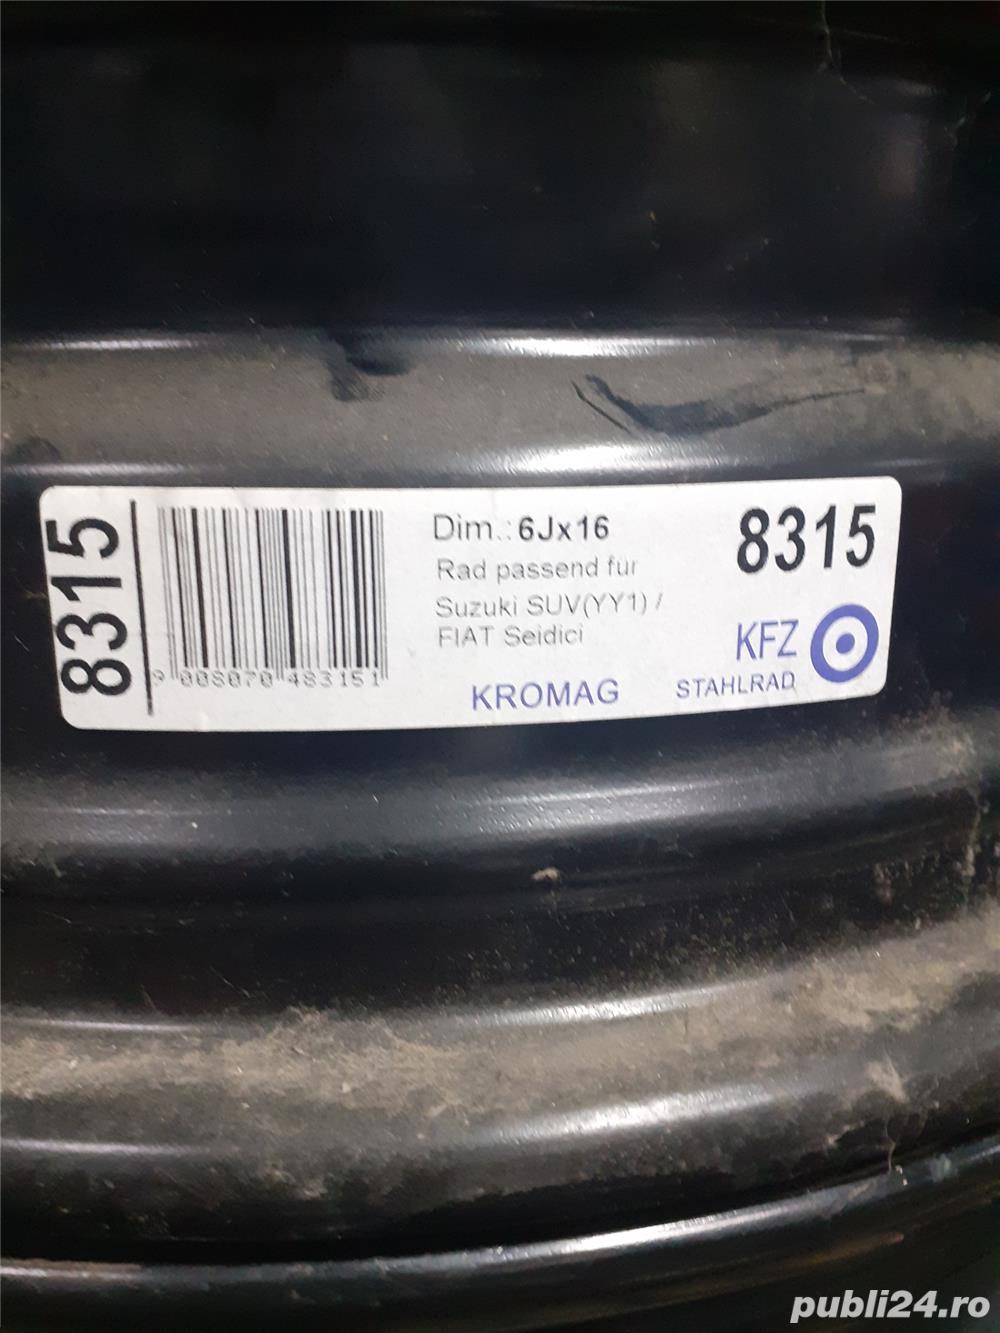 8315
9 008070 483151
Dim.: 6Jx16
Rad passend für
Suzuki SUV(YY1) /
FIAT Seidici
KROMAG
8315
KFZ
STAHLRAD
publi24.ro